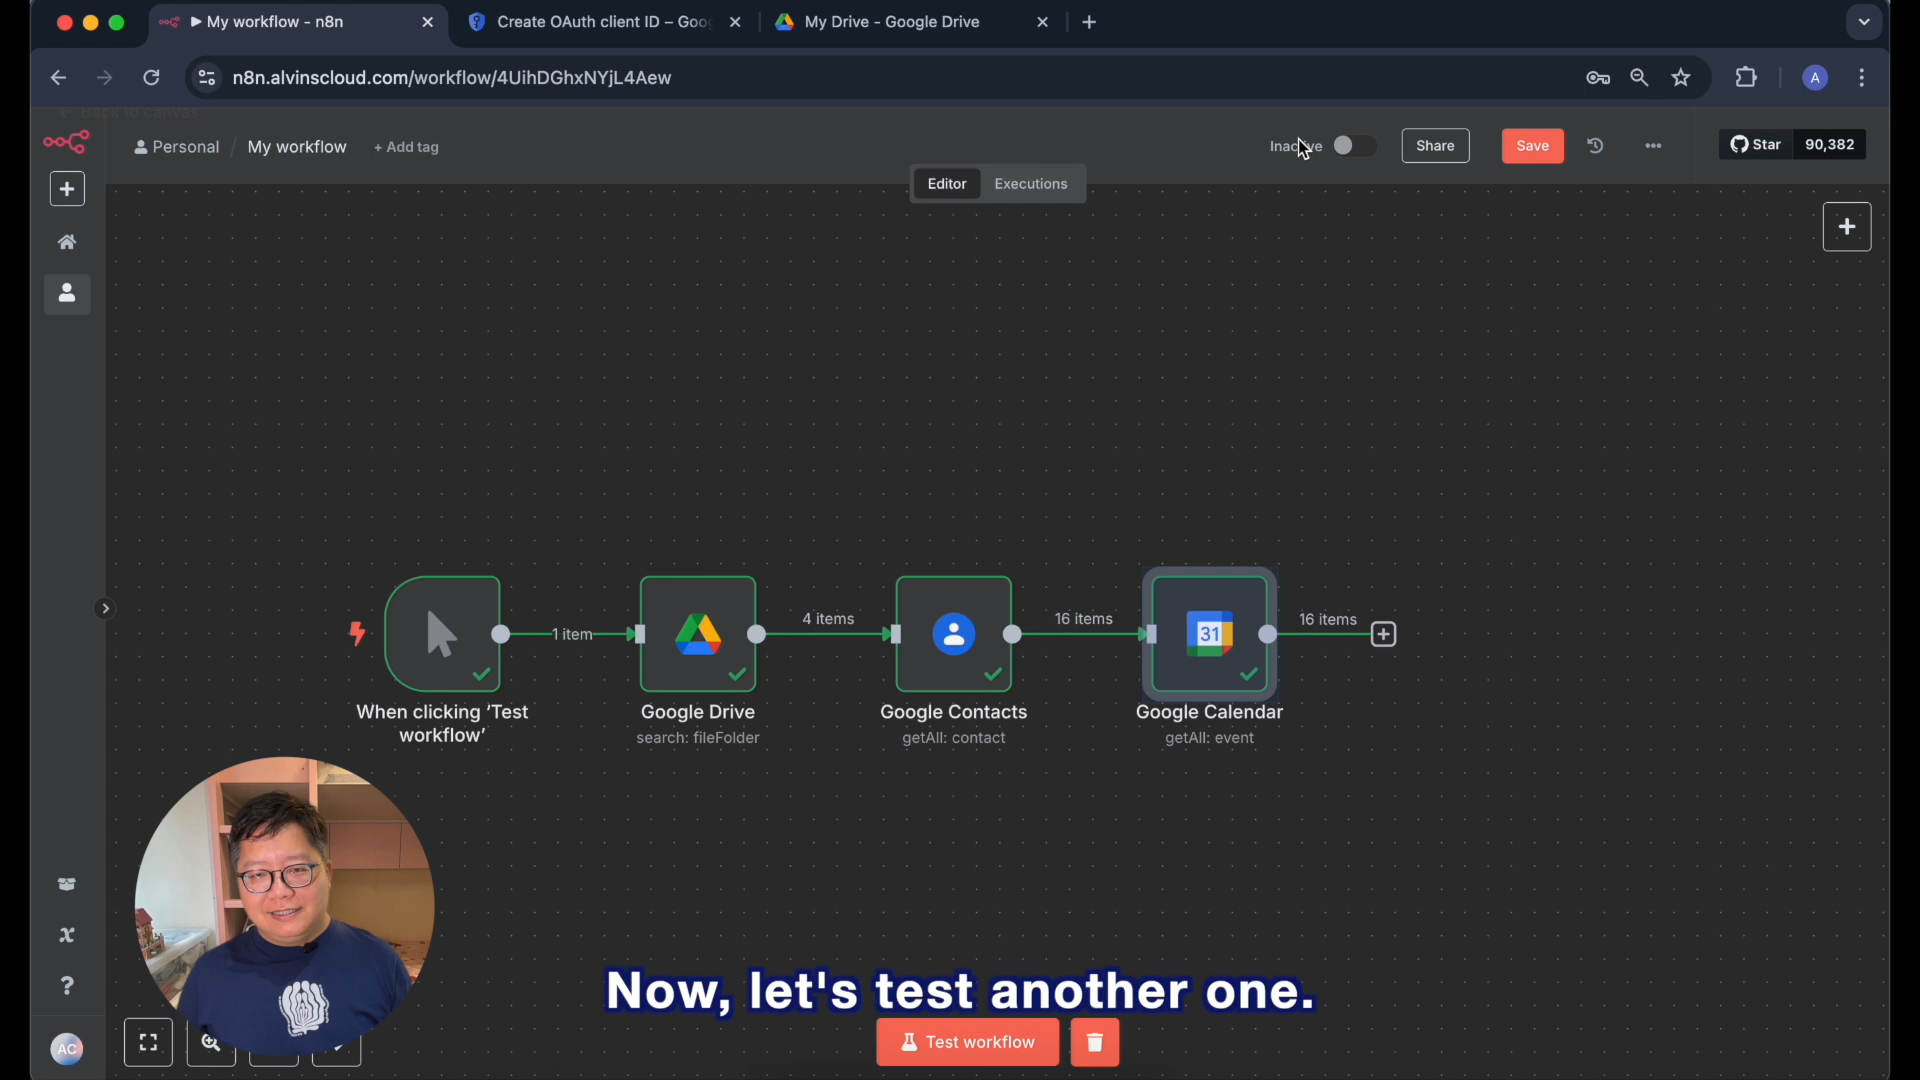 My workflow - n8n
Create OAuth client ID – Goo
My Drive - Google Drive
n8n.alvinscloud.com/workflow/4UihDGhxNYjL4Aew
A
Back to canvas
Personal / My workflow
+ Add tag
Share
Save
Star 90,382
Editor
Executions
1 item
4 items
16 items
31
16 items
When clicking ‘Test
workflow’
Google Drive
search: fileFolder
Google Contacts
getAll: contact
Google Calendar
getAll: event
Now, let's test another one.
AC
Test workflow